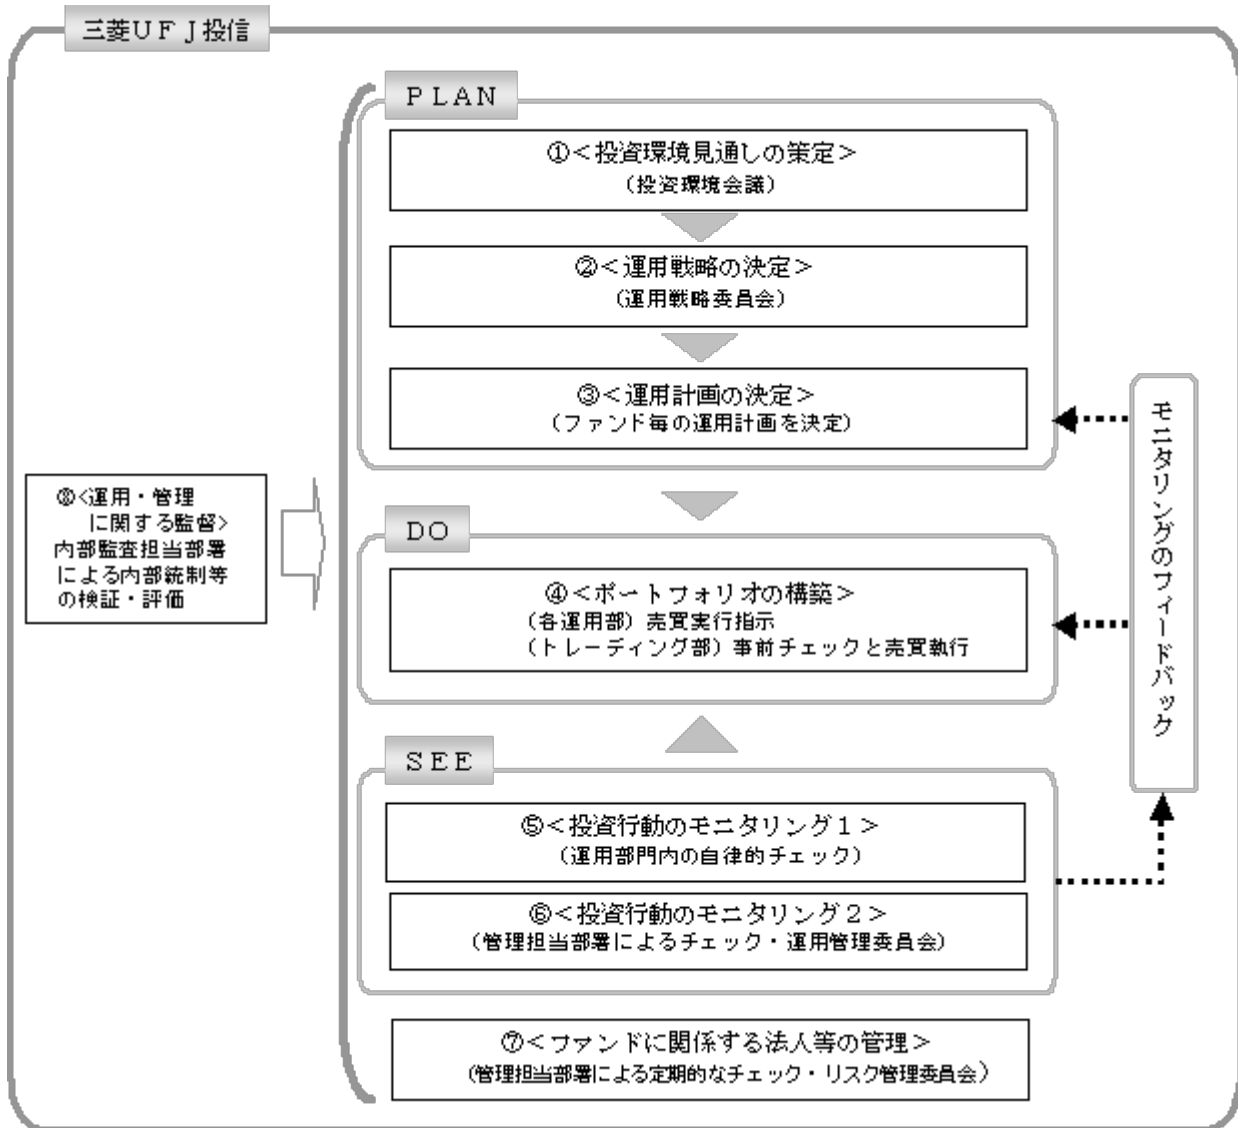 三菱UFJ投信
PLAN
①<投資環境見通しの策定>
(投資環境会議)
②<運用戦略の決定>
(運用戦略委員会)
③<運用計画の決定>
(ファンド毎の運用計画を決定)
⑧<運用・管理
に関する監督>
内部監査担当部署
による内部統制等
の検証・評価
DO
④<ポートフォリオの構築>
(各運用部)売買実行指示
(トレーディング部)事前チェックと売買執行
モニタリングのフィードバック
SEE
⑤<投資行動のモニタリング1>
(運用部門内の自律的チェック)
⑥<投資行動のモニタリング2>
(管理担当部署によるチェック・運用管理委員会)
⑦<ファンドに関係する法人等の管理>
(管理担当部署による定期的なチェック・リスク管理委員会)